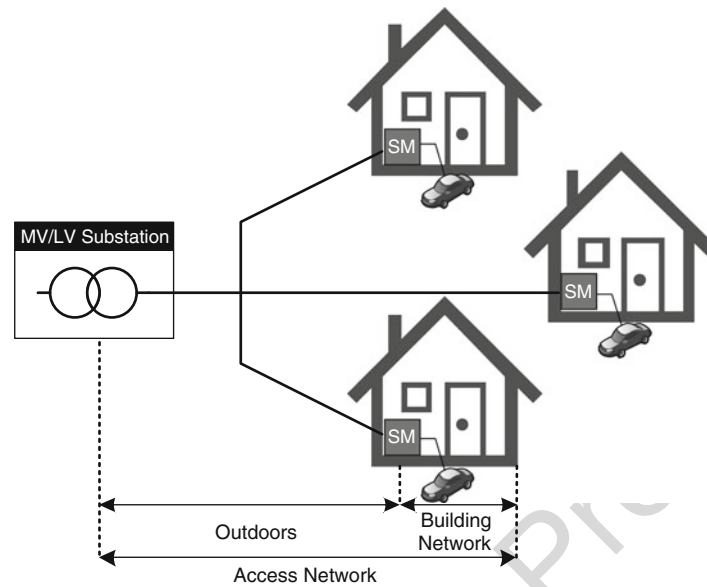 SM
MV/LV Substation
SM
SM
Outdoors
Building
Network
Access Network